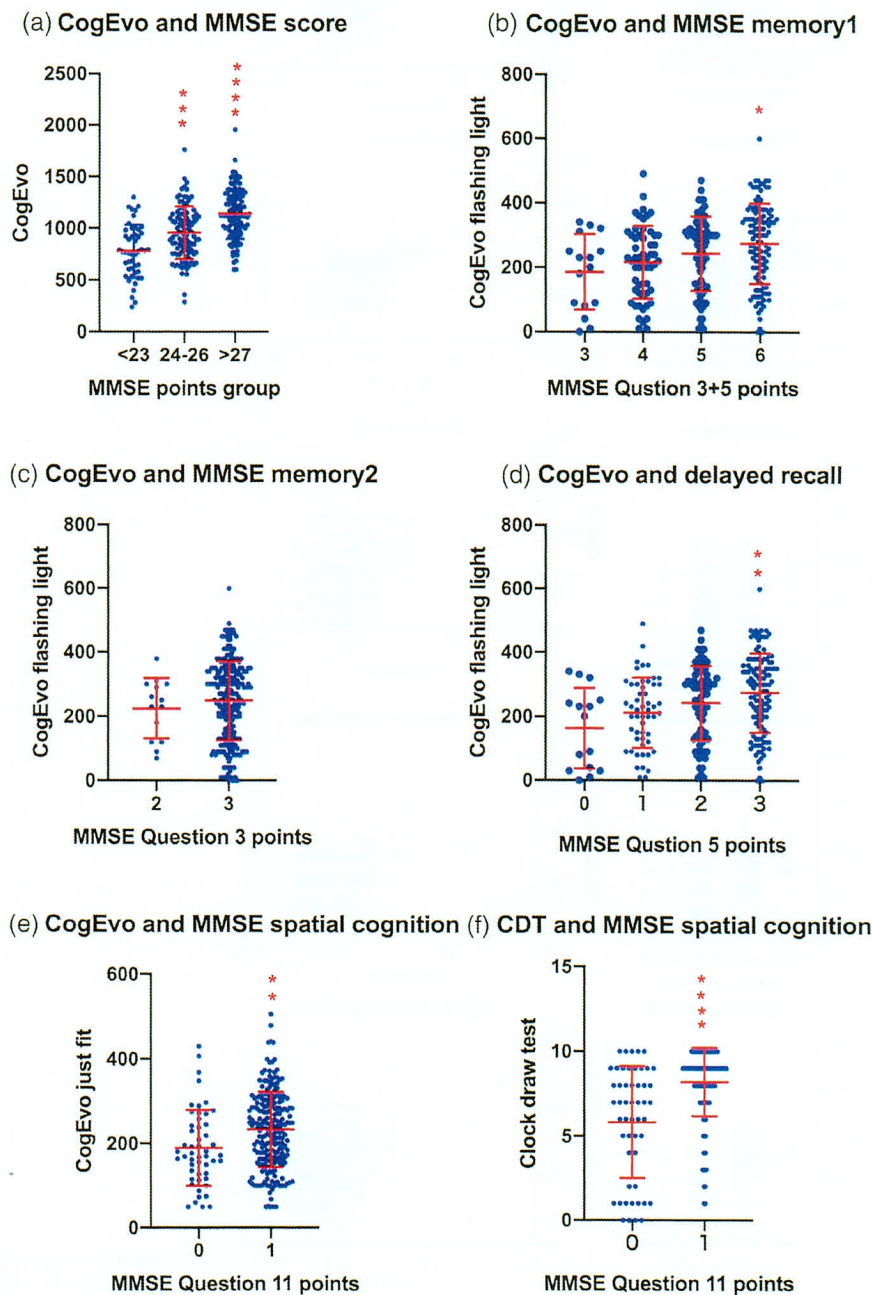 (a) CogEvo and MMSE score
2500
2000
1500
1000
500
0
CogEvo
* * *
* * * *
<23 24-26 >27
MMSE points group
(b) CogEvo and MMSE memory1
800
600
400
200
0
CogEvo flashing light
*
3 4 5 6
MMSE Qustion 3+5 points
(c) CogEvo and MMSE memory2
800
600
400
200
0
CogEvo flashing light
2 3
MMSE Question 3 points
(d) CogEvo and delayed recall
800
600
400
200
0
CogEvo flashing light
* *
0 1 2 3
MMSE Qustion 5 points
(e) CogEvo and MMSE spatial cognition
600
400
200
0
CogEvo just fit
* *
0 1
MMSE Question 11 points
(f) CDT and MMSE spatial cognition
15
10
5
0
Clock draw test
* * * *
0 1
MMSE Question 11 points